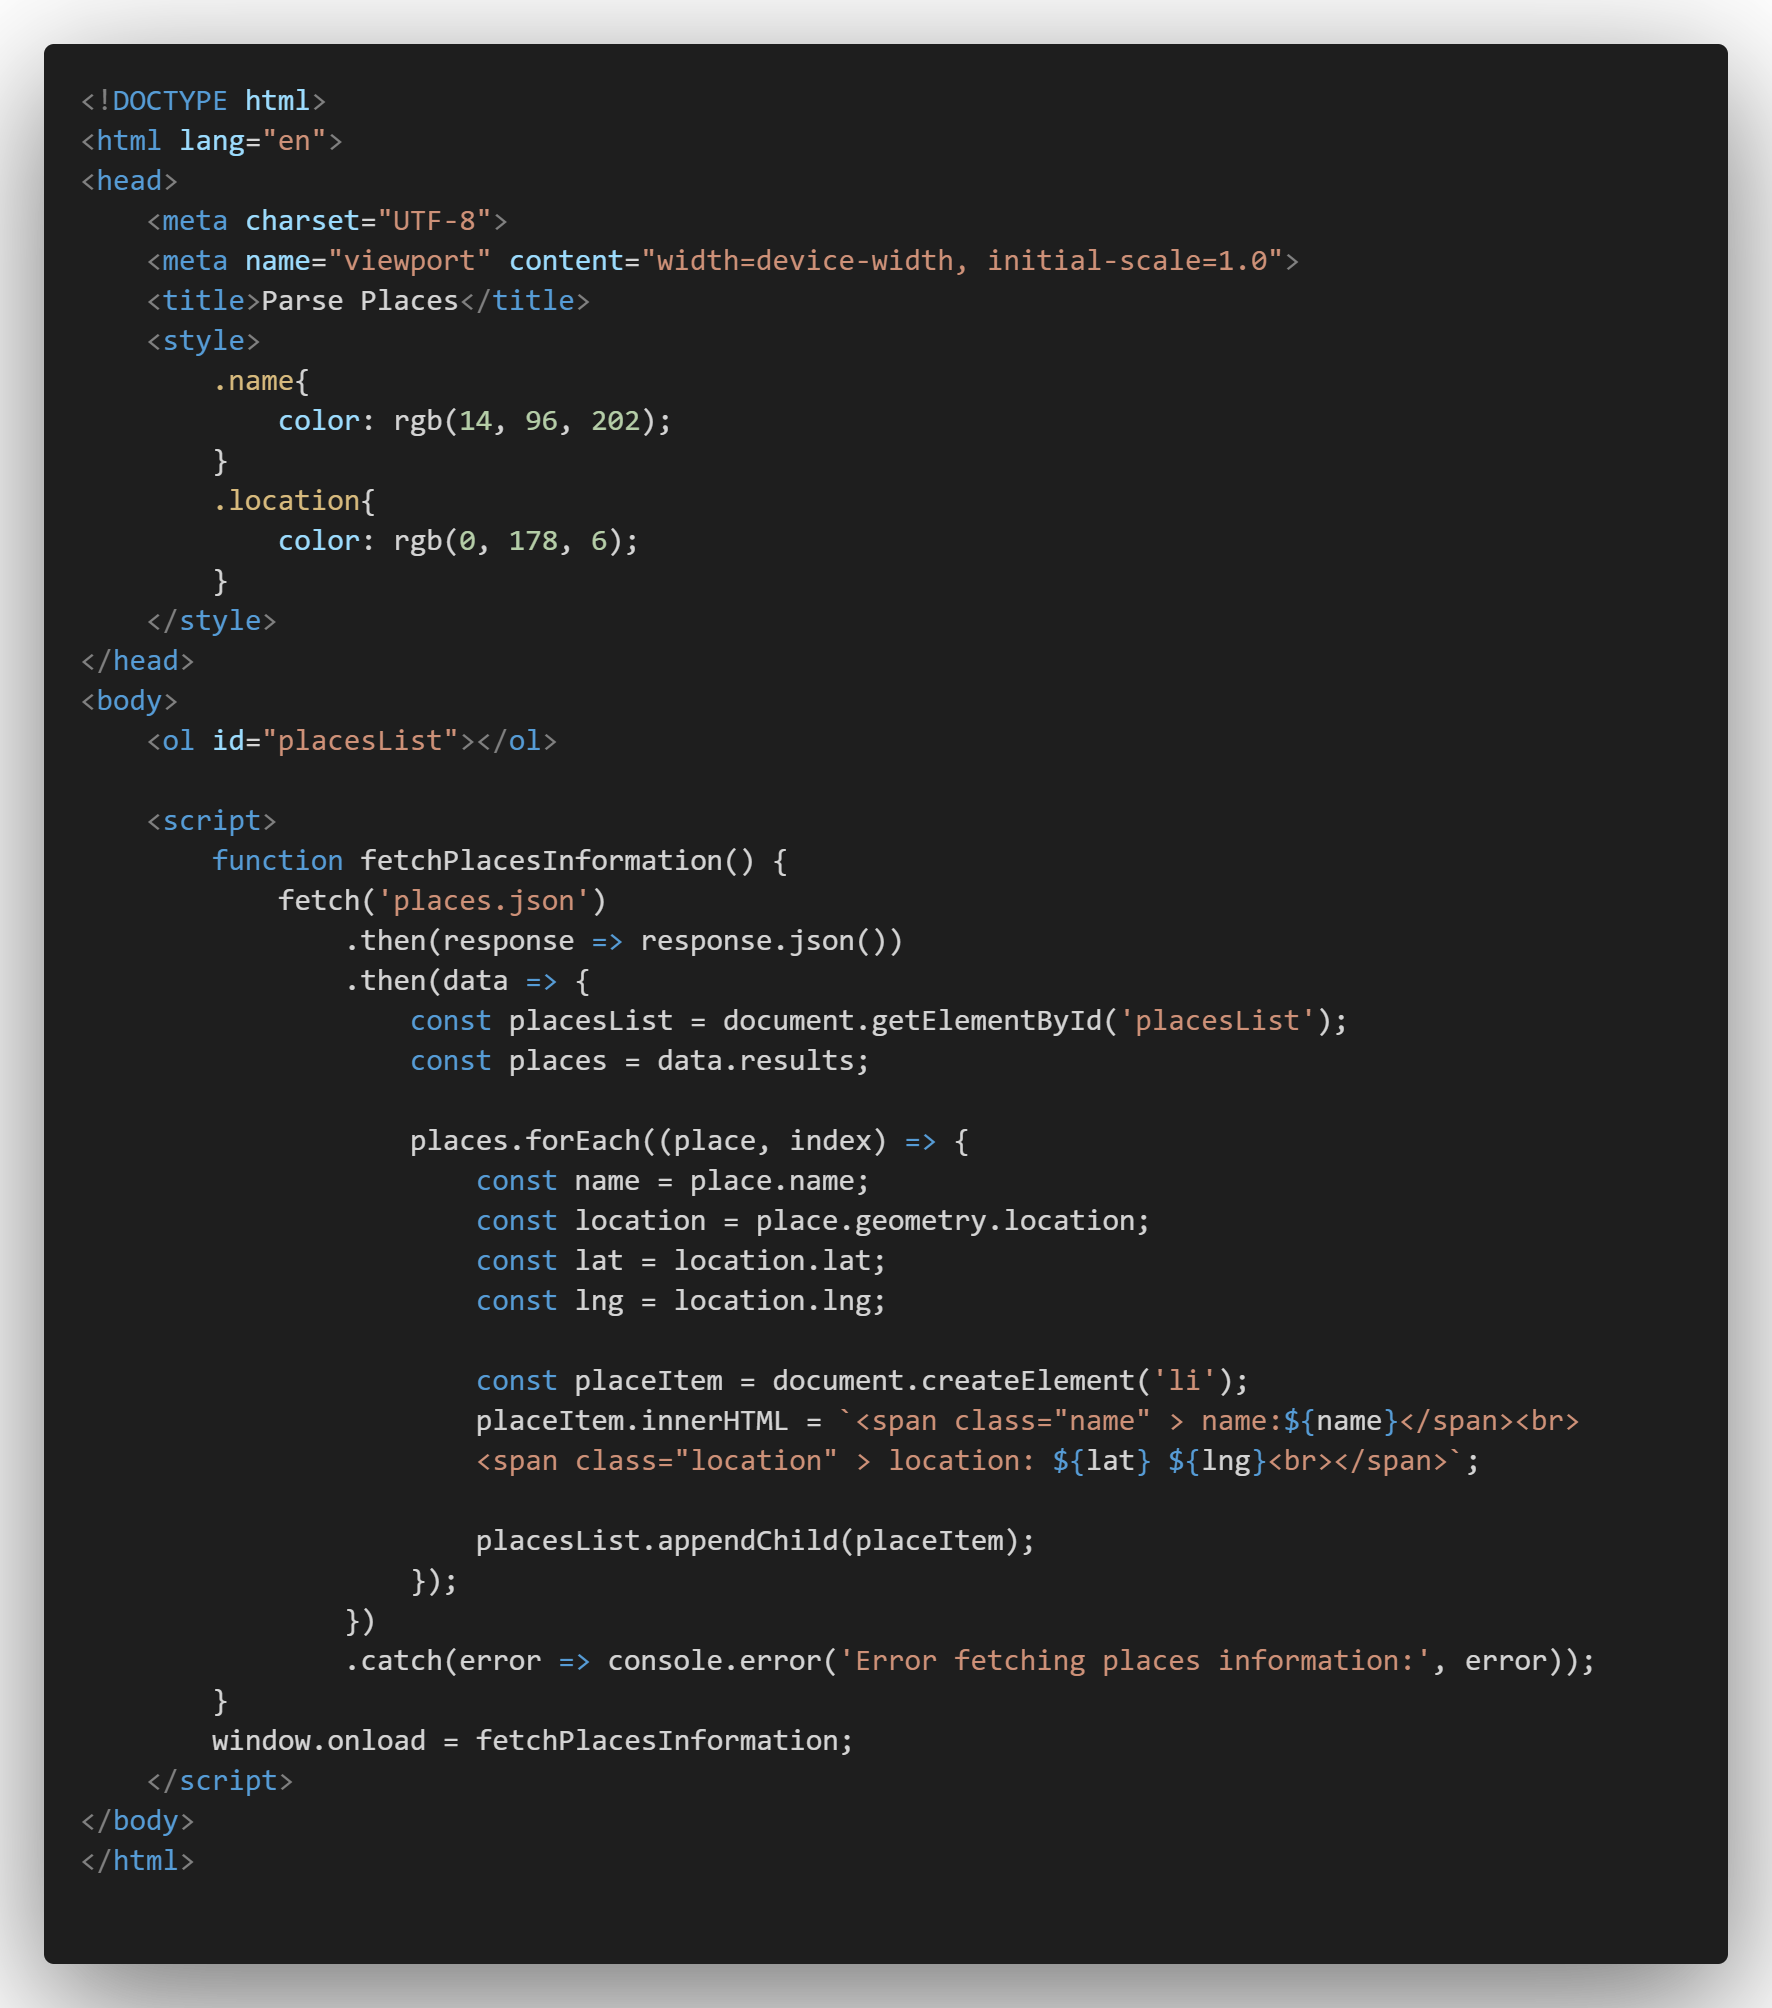 <!DOCTYPE html>
<html lang="en">
<head>
    <meta charset="UTF-8">
    <meta name="viewport" content="width=device-width, initial-scale=1.0">
    <title>Parse Places</title>
    <style>
        .name{
            color: rgb(14, 96, 202);
        }
        .location{
            color: rgb(0, 178, 6);
        }
    </style>
</head>
<body>
    <ol id="placesList"></ol>

    <script>
        function fetchPlacesInformation() {
            fetch('places.json')
                .then(response => response.json())
                .then(data => {
                    const placesList = document.getElementById('placesList');
                    const places = data.results;

                    places.forEach((place, index) => {
                        const name = place.name;
                        const location = place.geometry.location;
                        const lat = location.lat;
                        const lng = location.lng;

                        const placeItem = document.createElement('li');
                        placeItem.innerHTML = `<span class="name" > name:${name}</span><br>
                        <span class="location" > location: ${lat} ${lng}<br></span>`;

                        placesList.appendChild(placeItem);
                    });
                })
                .catch(error => console.error('Error fetching places information:', error));
        }
        window.onload = fetchPlacesInformation;
    </script>
</body>
</html>